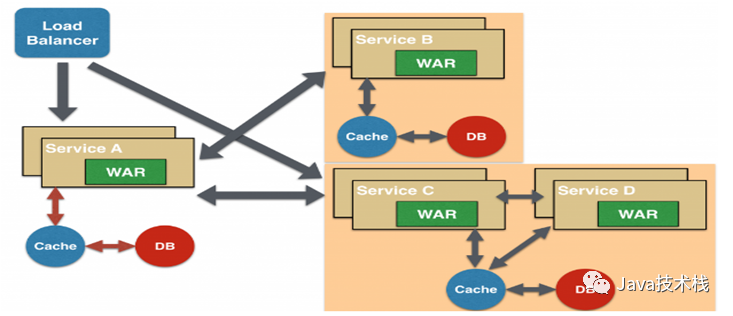 Load
Balancer
Service A
WAR
Cache
DB
Service B
WAR
Cache
DB
Service C
WAR
Service D
WAR
Cache
DB
Java技术栈